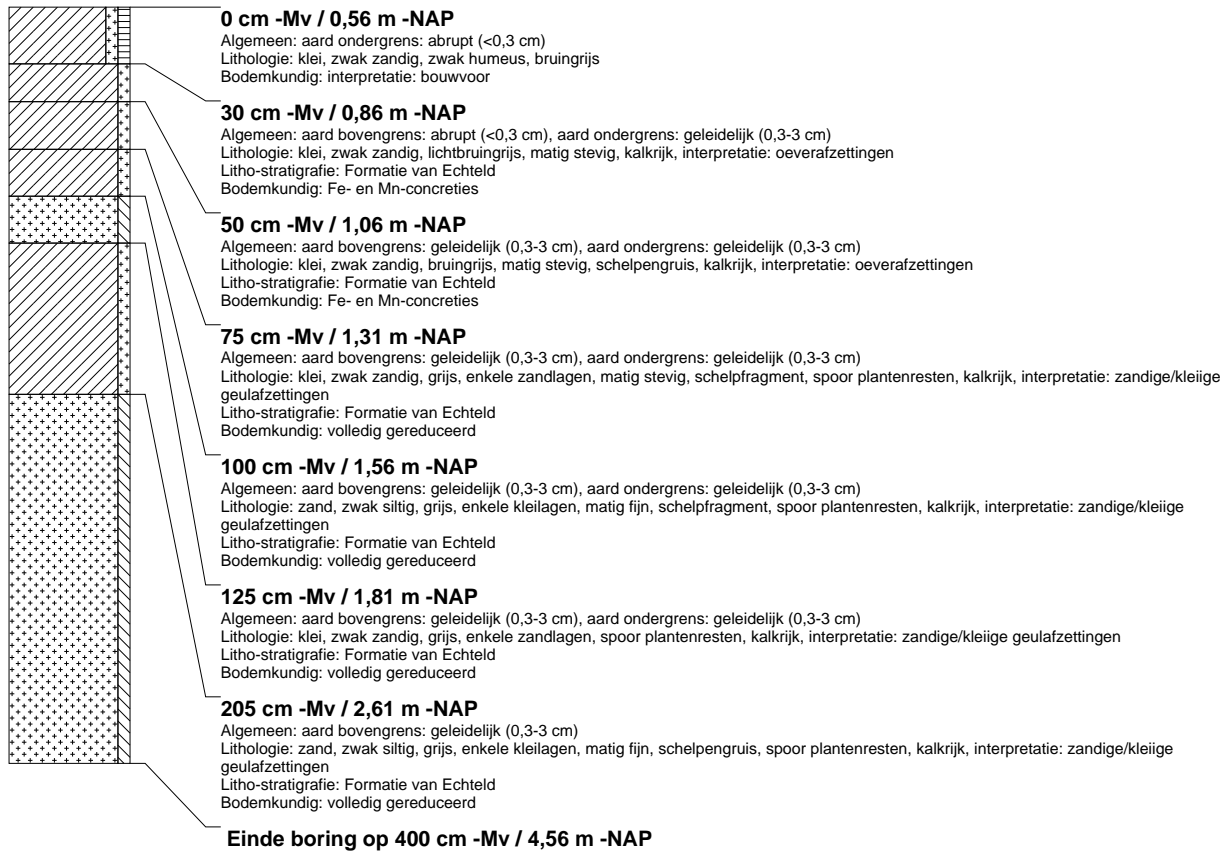 0 cm -Mv / 0,56 m -NAP
Algemeen: aard ondergrens: abrupt (<0,3 cm)
Lithologie: klei, zwak zandig, zwak humeus, bruingrijs
Bodemkundig: interpretatie: bouwvoor
30 cm -Mv / 0,86 m -NAP
Algemeen: aard bovengrens: abrupt (<0,3 cm), aard ondergrens: geleidelijk (0,3-3 cm)
Lithologie: klei, zwak zandig, lichtbruingrijs, matig stevig, kalkrijk, interpretatie: oeverafzettingen
Litho-stratigrafie: Formatie van Echteld
Bodemkundig: Fe- en Mn-concreties
50 cm -Mv / 1,06 m -NAP
Algemeen: aard bovengrens: geleidelijk (0,3-3 cm), aard ondergrens: geleidelijk (0,3-3 cm)
Lithologie: klei, zwak zandig, bruingrijs, matig stevig, schelpengruis, kalkrijk, interpretatie: oeverafzettingen
Litho-stratigrafie: Formatie van Echteld
Bodemkundig: Fe- en Mn-concreties
75 cm -Mv / 1,31 m -NAP
Algemeen: aard bovengrens: geleidelijk (0,3-3 cm), aard ondergrens: geleidelijk (0,3-3 cm)
Lithologie: klei, zwak zandig, grijs, enkele zandlagen, matig stevig, schelpfragment, spoor plantenresten, kalkrijk, interpretatie: zandige/kleiige
geulafzettingen
Litho-stratigrafie: Formatie van Echteld
Bodemkundig: volledig gereduceerd
100 cm -Mv / 1,56 m -NAP
Algemeen: aard bovengrens: geleidelijk (0,3-3 cm), aard ondergrens: geleidelijk (0,3-3 cm)
Lithologie: zand, zwak siltig, grijs, enkele kleilagen, matig fijn, schelpfragment, spoor plantenresten, kalkrijk, interpretatie: zandige/kleiige
geulafzettingen
Litho-stratigrafie: Formatie van Echteld
Bodemkundig: volledig gereduceerd
125 cm -Mv / 1,81 m -NAP
Algemeen: aard bovengrens: geleidelijk (0,3-3 cm), aard ondergrens: geleidelijk (0,3-3 cm)
Lithologie: klei, zwak zandig, grijs, enkele zandlagen, spoor plantenresten, kalkrijk, interpretatie: zandige/kleiige geulafzettingen
Litho-stratigrafie: Formatie van Echteld
Bodemkundig: volledig gereduceerd
205 cm -Mv / 2,61 m -NAP
Algemeen: aard bovengrens: geleidelijk (0,3-3 cm)
Lithologie: zand, zwak siltig, grijs, enkele kleilagen, matig fijn, schelpengruis, spoor plantenresten, kalkrijk, interpretatie: zandige/kleiige
geulafzettingen
Litho-stratigrafie: Formatie van Echteld
Bodemkundig: volledig gereduceerd
Einde boring op 400 cm -Mv / 4,56 m -NAP